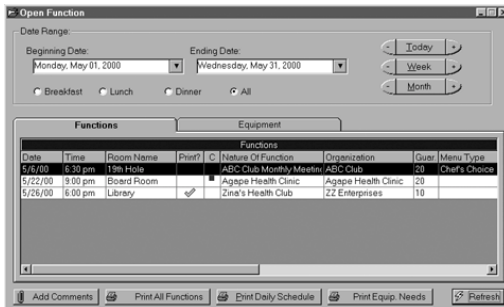 Open Function
Date Range:
Beginning Date: Ending Date:
Monday, May 01, 2000 Wednesday, May 31, 2000
- Today +
- Week +
- Month +
Breakfast Lunch Dinner All
Functions Equipment
Functions
Date Time Room Name Print? C Nature Of Function Organization Guar Menu Type
5/6/00 6:30 pm 19th Hole ABC Club Monthly Meetin ABC Club 20 Chef's Choice
5/22/00 9:00 pm Board Room Agape Health Clinic Agape Health Clinic 20
5/26/00 6:00 pm Library Zina's Health Club ZZ Enterprises 10
Add Comments Print All Functions Print Daily Schedule Print Equip. Needs Refresh